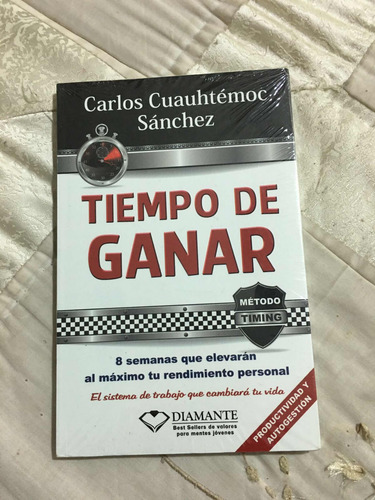 Carlos Cuauhtémoc
Sánchez
TIEMPO DE
GANAR
MÉTODO
TIMING
8 semanas que elevarán
al máximo tu rendimiento personal
El sistema de trabajo que cambiará tu vida
DIAMANTE
Best Sellers de valores
para mentes jóvenes
PRODUCTIVIDAD Y
AUTOGESTIÓN